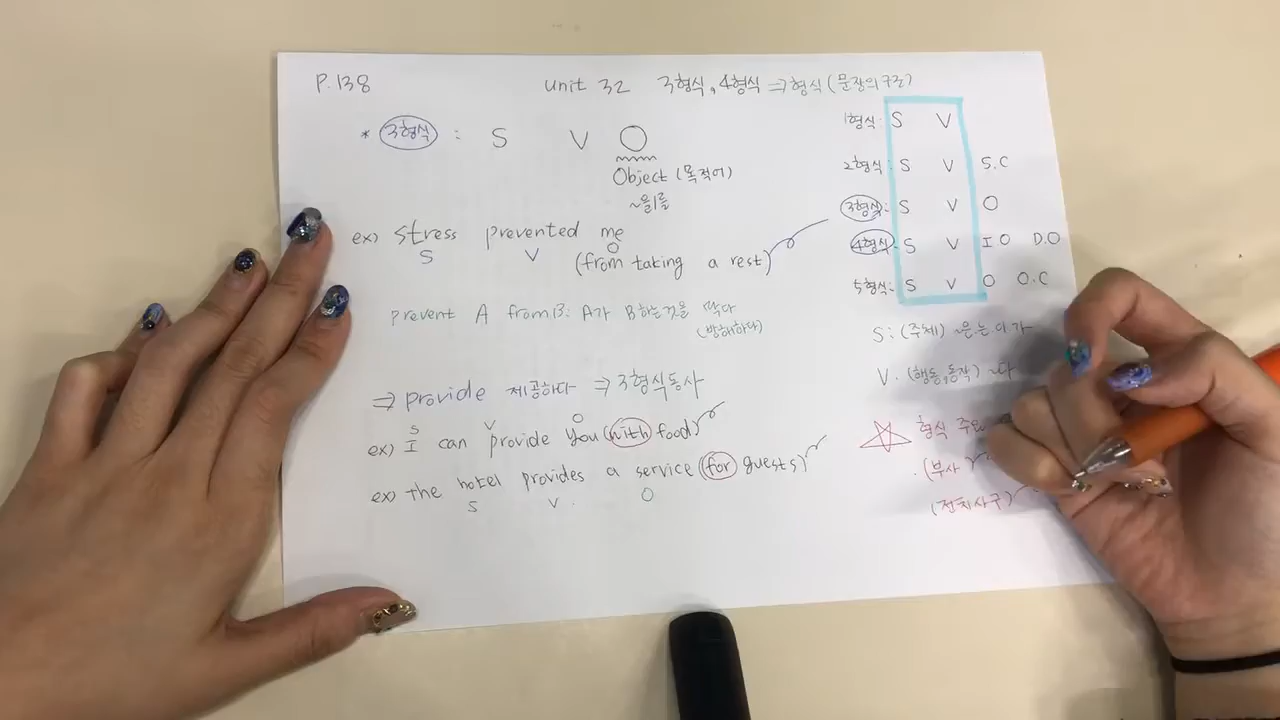 P.138
unit 32 3형식, 4형식 ⇒ 형식 (문장의 구조)
* 3형식 : S V O
Object (목적어)
~을/를
ex) stress prevented me
S V O
(from taking a rest)
prevent A from B: A가 B하는것을 막다
(방해하다)
⇒ provide 제공하다 ⇒ 3형식동사
S V O
ex) I can provide you (with food)
ex) the hotel provides a service (for guests)
S V . O
1형식: S V
2형식: S V S.C
3형식: S V O
4형식: S V I.O D.O
5형식: S V O O.C
S: (주체) ~은.는.이.가
V. (행동,동작) ~다
☆ 형식 주요
. (부사
(전치사구)